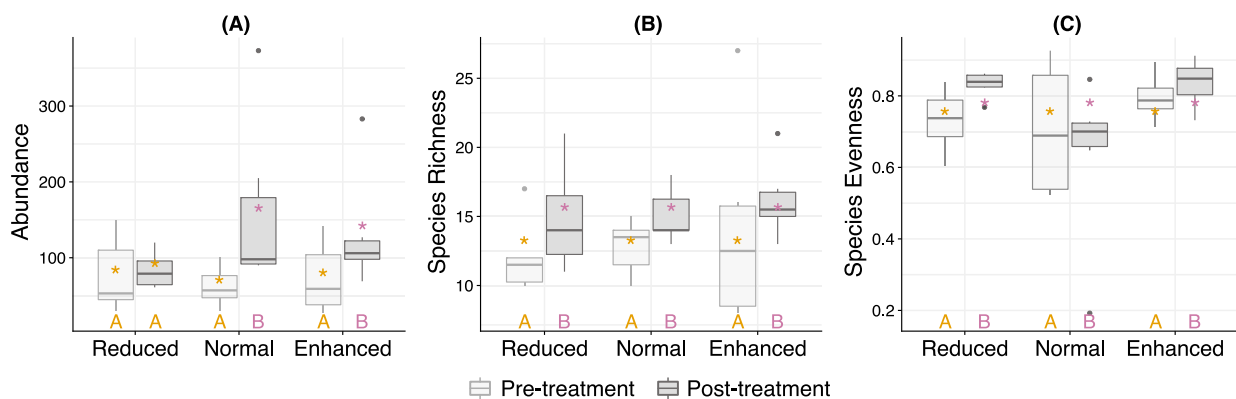 (A)
Abundance
300
200
100
A A A B A B
Reduced Normal Enhanced
(B)
Species Richness
25
20
15
10
A B A B A B
Reduced Normal Enhanced
(C)
Species Evenness
0.8
0.6
0.4
0.2
A B A B A B
Reduced Normal Enhanced
Pre-treatment Post-treatment